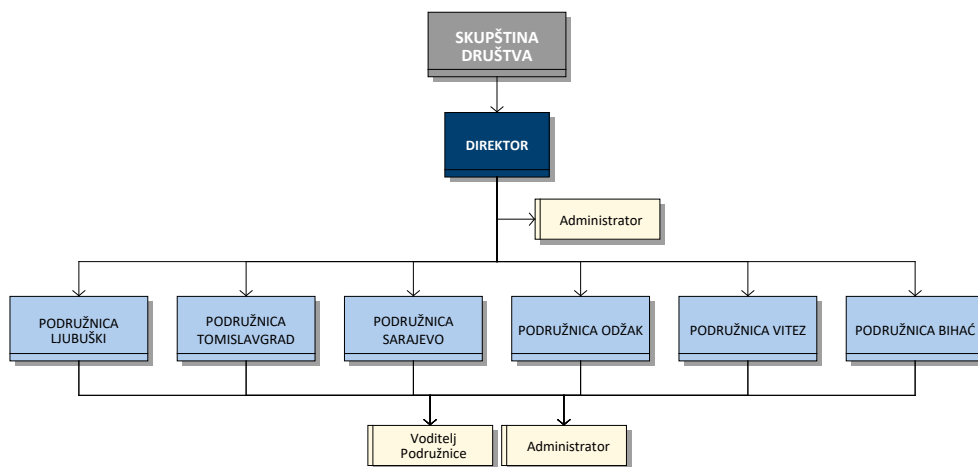 SKUPŠTINA
DRUŠTVA
DIREKTOR
Administrator
PODRUŽNICA
LJUBUŠKI
PODRUŽNICA
TOMISLAVGRAD
PODRUŽNICA
SARAJEVO
PODRUŽNICA ODŽAK
PODRUŽNICA VITEZ
PODRUŽNICA BIHAĆ
Voditelj
Podružnice
Administrator